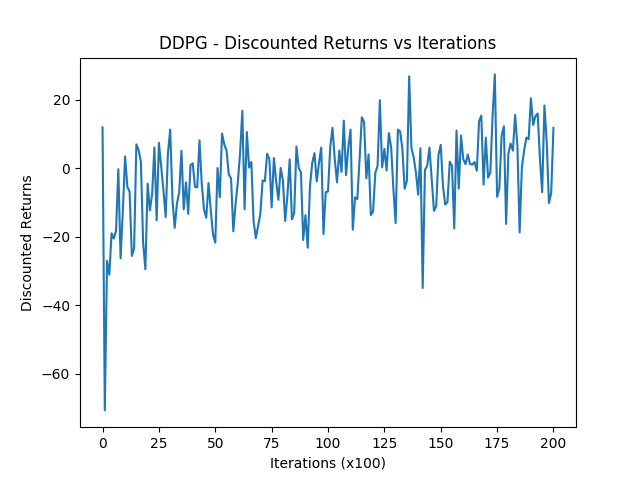 DDPG - Discounted Returns vs Iterations
20
0
−20
−40
−60
Discounted Returns
0 25 50 75 100 125 150 175 200
Iterations (x100)